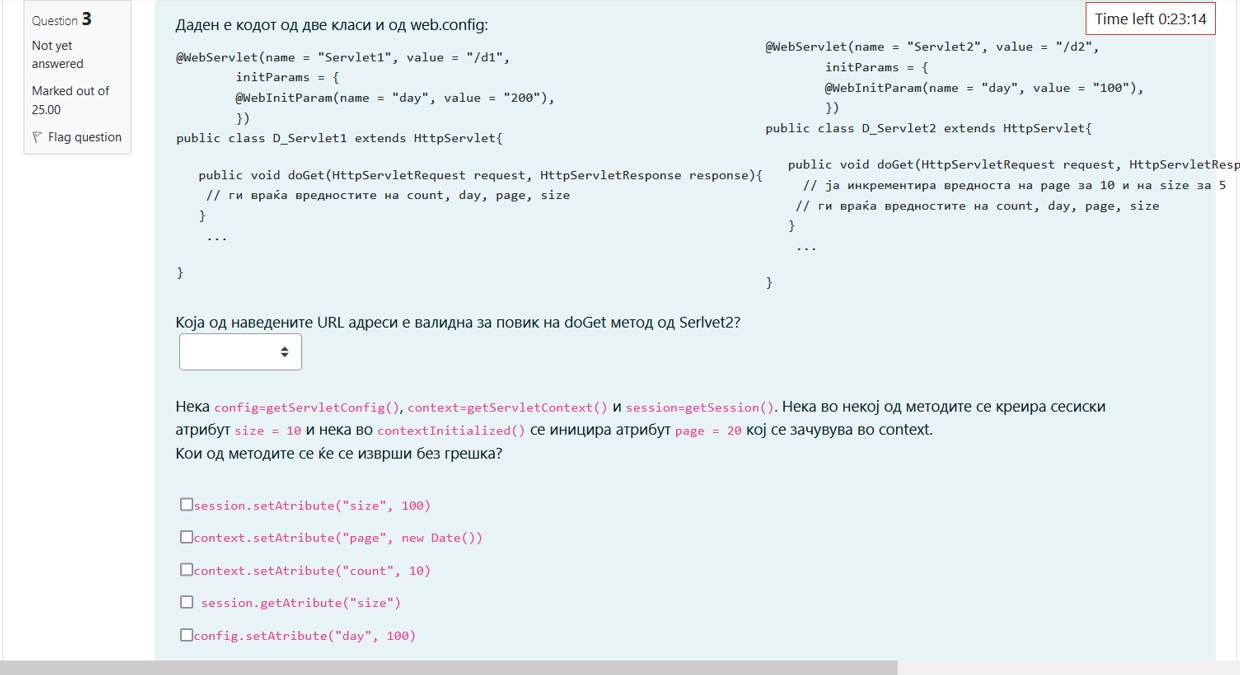 Question 3
Not yet
answered
Marked out of
25.00
Flag question
Time left 0:23:14
Даден е кодот од две класи и од web.config:
@WebServlet(name = "Servlet1", value = "/d1",
initParams = {
@WebInitParam(name = "day", value = "200"),
})
public class D_Servlet1 extends HttpServlet{
public void doGet(HttpServletRequest request, HttpServletResponse response){
// ги враќа вредностите на count, day, page, size
}
...
}
@WebServlet(name = "Servlet2", value = "/d2",
initParams = {
@WebInitParam(name = "day", value = "100"),
})
public class D_Servlet2 extends HttpServlet{
public void doGet(HttpServletRequest request, HttpServletResp
// ја инкрементира вредноста на page за 10 и на size за 5
// ги враќа вредностите на count, day, page, size
}
...
}
Која од наведените URL адреси е валидна за повик на doGet метод од Serlvet2?
Нека config=getServletConfig(), context=getServletContext() и session=getSession(). Нека во некој од методите се креира сесиски
атрибут size = 10 и нека во contextInitialized() се иницира атрибут page = 20 кој се зачувува во context.
Кои од методите се ќе се изврши без грешка?
session.setAtribute("size", 100)
context.setAtribute("page", new Date())
context.setAtribute("count", 10)
session.getAtribute("size")
config.setAtribute("day", 100)